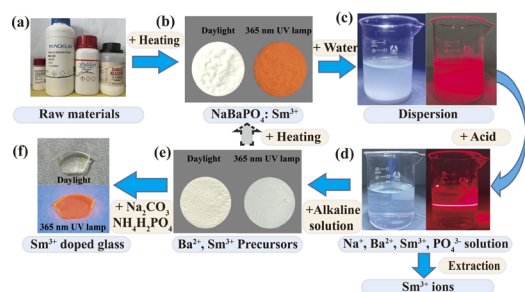 (a)
MACKLIN
Raw materials
+ Heating
(b)
Daylight 365 nm UV lamp
NaBaPO₄: Sm³⁺
+ Water
(c)
Dispersion
+ Acid
(d)
Na⁺, Ba²⁺, Sm³⁺, PO₄³⁻ solution
Extraction
Sm³⁺ ions
+Alkaline
solution
(e)
Daylight 365 nm UV lamp
Ba²⁺, Sm³⁺ Precursors
+ Heating
+ Na₂CO₃
NH₄H₂PO₄
(f)
Daylight
365 nm UV lamp
Sm³⁺ doped glass